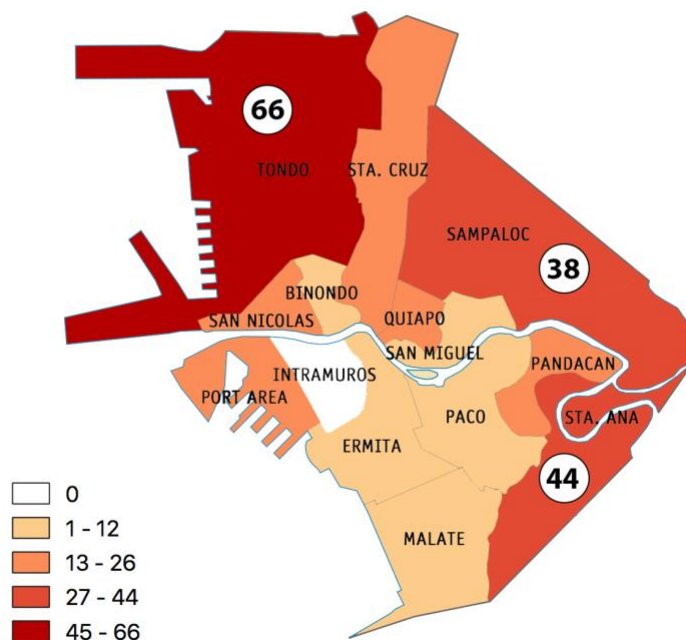 66
TONDO
STA. CRUZ
SAMPALOC
38
BINONDO
SAN NICOLAS
QUIAPO
SAN MIGUEL
PANDACAN
INTRAMUROS
PORT AREA
PACO
STA. ANA
ERMITA
44
MALATE
0
1 - 12
13 - 26
27 - 44
45 - 66